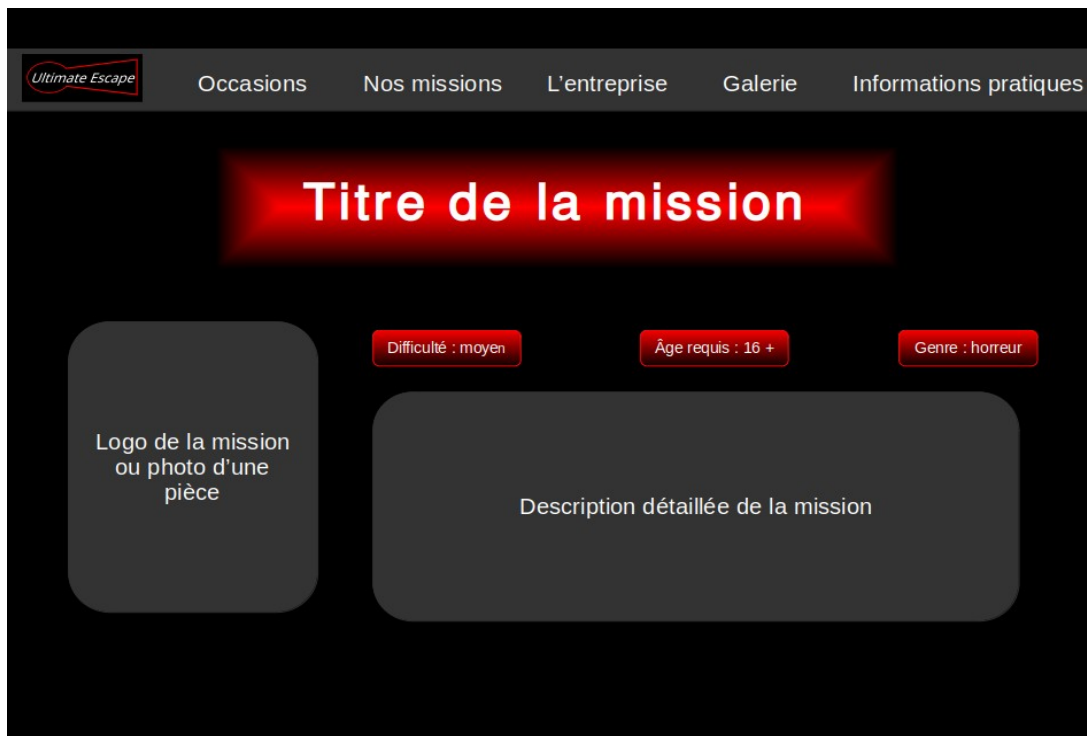 Ultimate Escape
Occasions
Nos missions
L’entreprise
Galerie
Informations pratiques
Titre de la mission
Difficulté : moyen
Âge requis : 16 +
Genre : horreur
Logo de la mission
ou photo d’une
pièce
Description détaillée de la mission